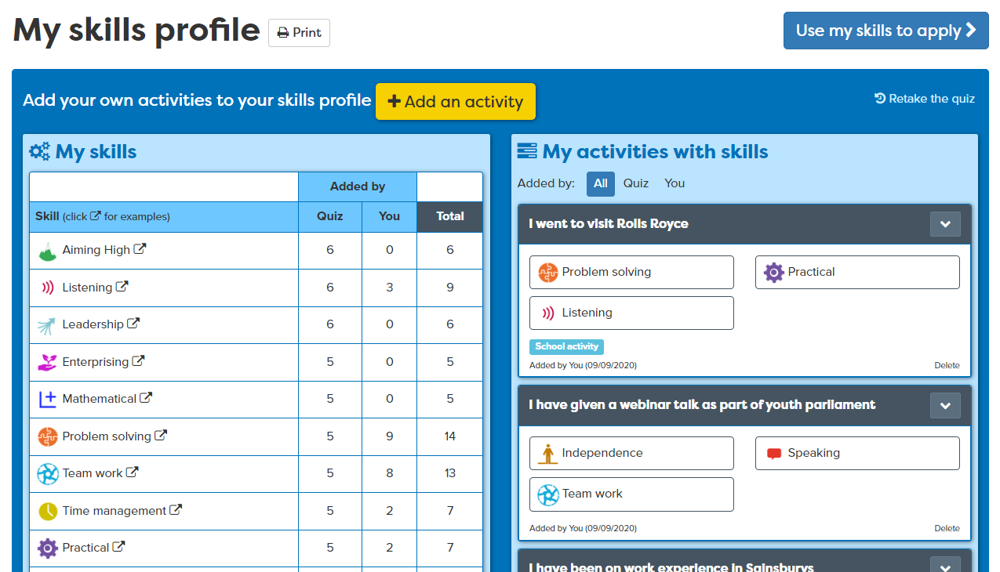 My skills profile Print
Use my skills to apply
Add your own activities to your skills profile + Add an activity
Retake the quiz
My skills
Added by
Skill (click for examples) Quiz You Total
Aiming High 6 0 6
Listening 6 3 9
Leadership 6 0 6
Enterprising 5 0 5
Mathematical 5 0 5
Problem solving 5 9 14
Team work 5 8 13
Time management 5 2 7
Practical 5 2 7
My activities with skills
Added by: All Quiz You
I went to visit Rolls Royce
Problem solving Practical
Listening
School activity
Added by You (09/09/2020) Delete
I have given a webinar talk as part of youth parliament
Independence Speaking
Team work
Added by You (09/09/2020) Delete
I have been on work experience in Sainsburys